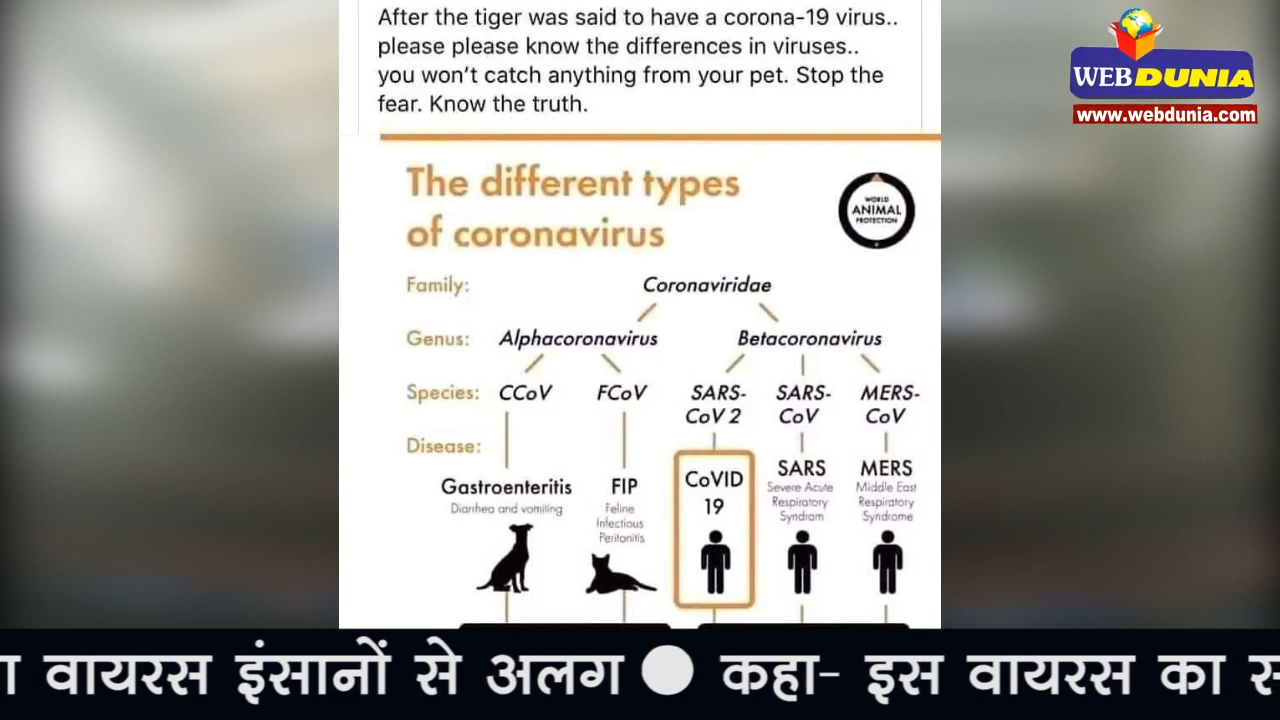 After the tiger was said to have a corona-19 virus..
please please know the differences in viruses..
you won't catch anything from your pet. Stop the
fear. Know the truth.
WEBDUNIA
www.webdunia.com
The different types
of coronavirus
WORLD
ANIMAL
PROTECTION
Family: Coronaviridae
Genus: Alphacoronavirus Betacoronavirus
Species: CCoV FCoV SARS- SARS- MERS-
CoV 2 CoV CoV
Disease:
Gastroenteritis FIP CoVID SARS MERS
Diarrhea and vomiting Feline 19 Severe Acute Middle East
Infectious Respiratory Respiratory
Peritonitis Syndrom Syndrome
वायरस इंसानों से अलग ● कहा- इस वायरस का